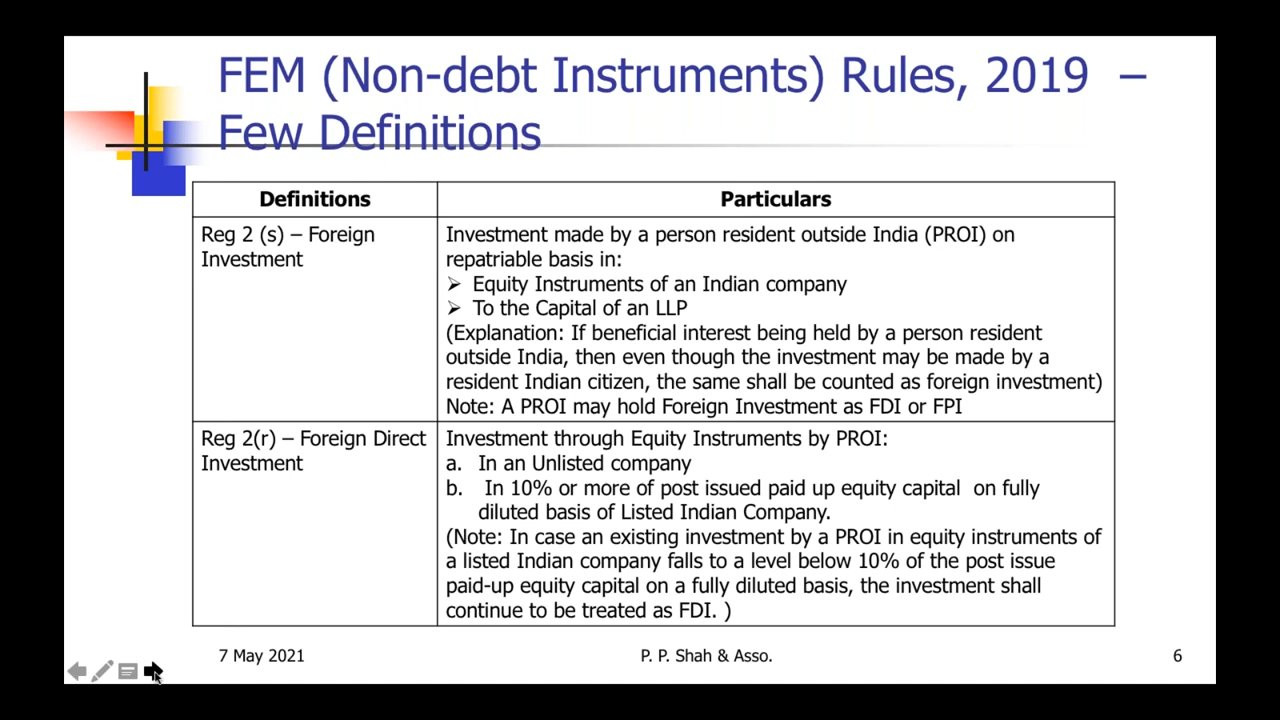 FEM (Non-debt Instruments) Rules, 2019 –
Few Definitions
Definitions
Particulars
Reg 2 (s) – Foreign
Investment
Investment made by a person resident outside India (PROI) on
repatriable basis in:
➢ Equity Instruments of an Indian company
➢ To the Capital of an LLP
(Explanation: If beneficial interest being held by a person resident
outside India, then even though the investment may be made by a
resident Indian citizen, the same shall be counted as foreign investment)
Note: A PROI may hold Foreign Investment as FDI or FPI
Reg 2(r) – Foreign Direct
Investment
Investment through Equity Instruments by PROI:
a. In an Unlisted company
b. In 10% or more of post issued paid up equity capital on fully
diluted basis of Listed Indian Company.
(Note: In case an existing investment by a PROI in equity instruments of
a listed Indian company falls to a level below 10% of the post issue
paid-up equity capital on a fully diluted basis, the investment shall
continue to be treated as FDI. )
7 May 2021
P. P. Shah & Asso.
6